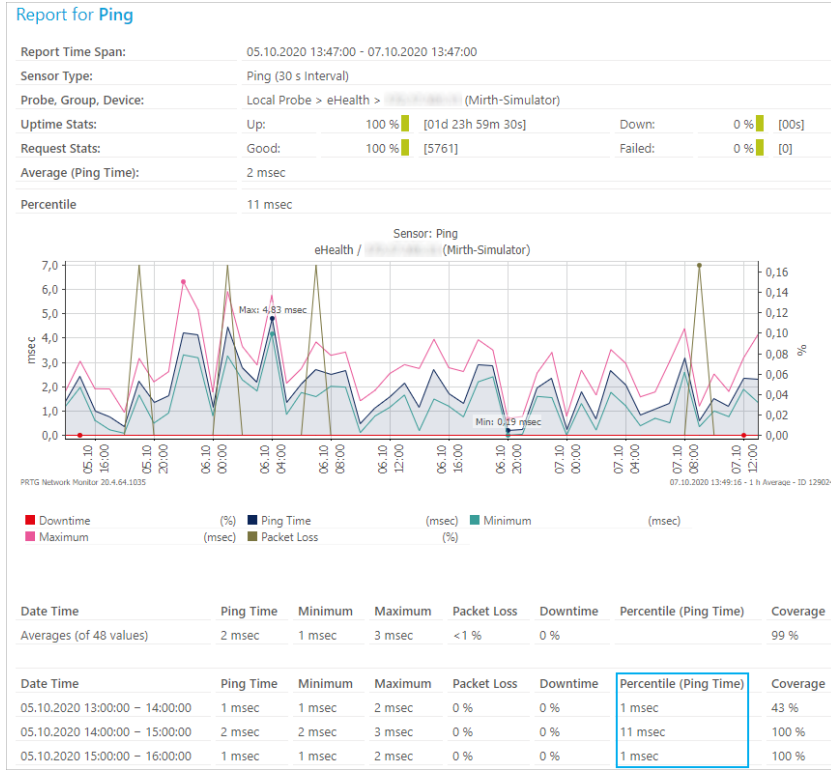 Report for Ping
Report Time Span: 05.10.2020 13:47:00 - 07.10.2020 13:47:00
Sensor Type: Ping (30 s Interval)
Probe, Group, Device: Local Probe > eHealth > (Mirth-Simulator)
Uptime Stats: Up: 100 % [01d 23h 59m 30s] Down: 0 % [00s]
Request Stats: Good: 100 % [5761] Failed: 0 % [0]
Average (Ping Time): 2 msec
Percentile 11 msec
Sensor: Ping
eHealth / (Mirth-Simulator)
7,0
6,0
5,0
4,0
3,0
2,0
1,0
0,0
msec
Max: 4,83 msec
Min: 0,19 msec
0,16
0,14
0,12
0,10
0,08
0,06
0,04
0,02
0,00
%
05.10 16:00
05.10 20:00
06.10 00:00
06.10 04:00
06.10 08:00
06.10 12:00
06.10 16:00
06.10 20:00
07.10 00:00
07.10 04:00
07.10 08:00
07.10 12:00
PRTG Network Monitor 20.4.64.1035 07.10.2020 13:49:16 - 1 h Average - ID 12902
Downtime (%) Ping Time (msec) Minimum (msec)
Maximum (msec) Packet Loss (%)
Date Time Ping Time Minimum Maximum Packet Loss Downtime Percentile (Ping Time) Coverage
Averages (of 48 values) 2 msec 1 msec 3 msec <1 % 0 % 99 %
Date Time Ping Time Minimum Maximum Packet Loss Downtime Percentile (Ping Time) Coverage
05.10.2020 13:00:00 – 14:00:00 1 msec 1 msec 2 msec 0 % 0 % 1 msec 43 %
05.10.2020 14:00:00 – 15:00:00 2 msec 2 msec 3 msec 0 % 0 % 11 msec 100 %
05.10.2020 15:00:00 – 16:00:00 1 msec 1 msec 2 msec 0 % 0 % 1 msec 100 %